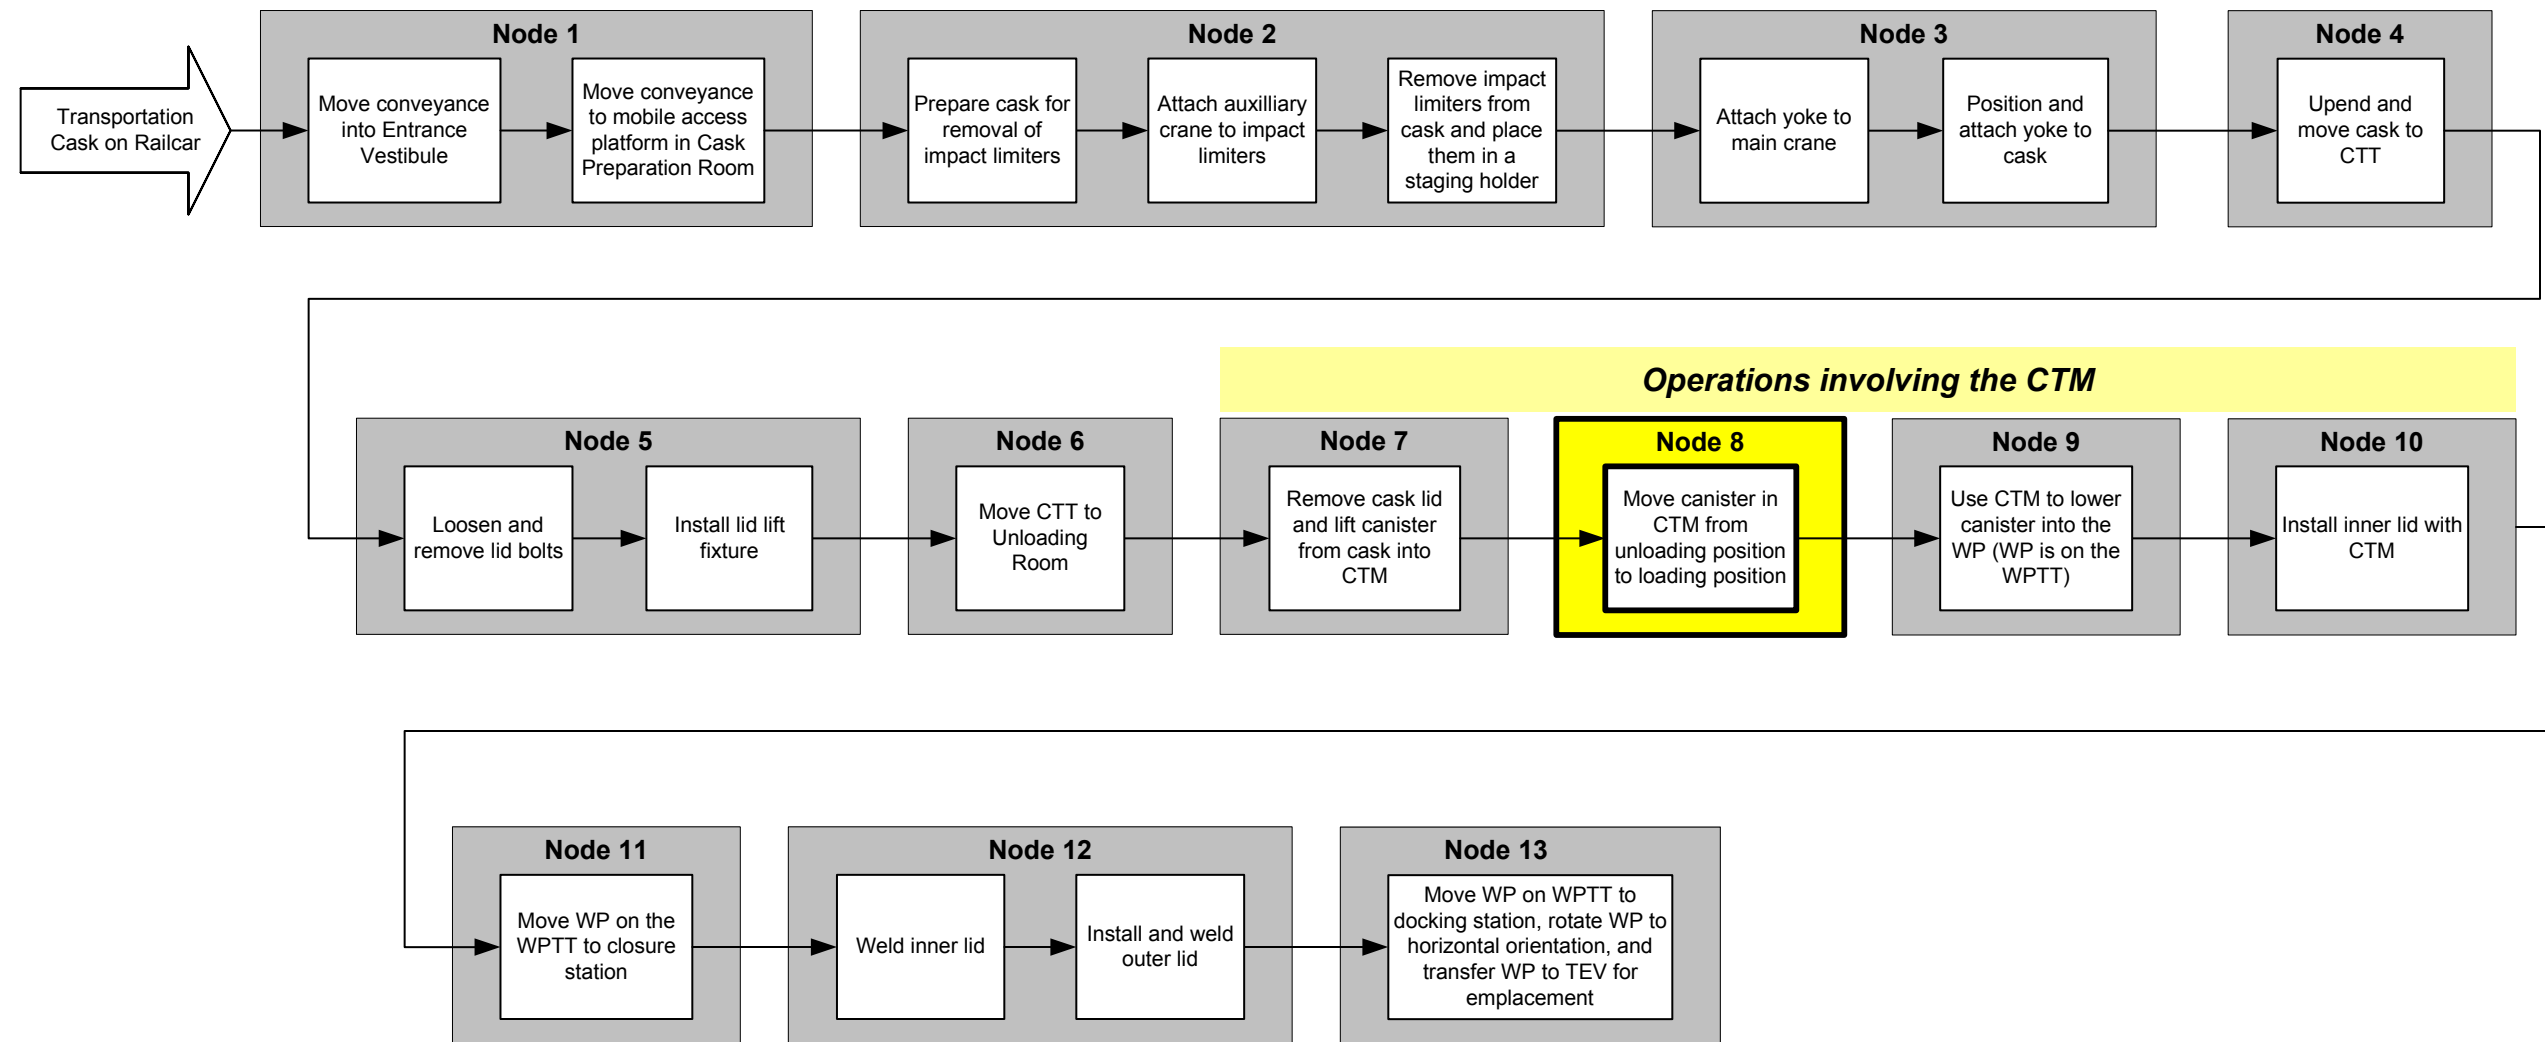 Node 1
Node 2
Node 3
Node 4
Transportation
Cask on Railcar
Move conveyance
into Entrance
Vestibule
Move conveyance
to mobile access
platform in Cask
Preparation Room
Prepare cask for
removal of
impact limiters
Attach auxilliary
crane to impact
limiters
Remove impact
limiters from
cask and place
them in a
staging holder
Attach yoke to
main crane
Position and
attach yoke to
cask
Upend and
move cask to
CTT
Operations involving the CTM
Node 5
Node 6
Node 7
Node 8
Node 9
Node 10
Loosen and
remove lid bolts
Install lid lift
fixture
Move CTT to
Unloading
Room
Remove cask lid
and lift canister
from cask into
CTM
Move canister in
CTM from
unloading position
to loading position
Use CTM to lower
canister into the
WP (WP is on the
WPTT)
Install inner lid with
CTM
Node 11
Node 12
Node 13
Move WP on the
WPTT to closure
station
Weld inner lid
Install and weld
outer lid
Move WP on WPTT to
docking station, rotate WP to
horizontal orientation, and
transfer WP to TEV for
emplacement